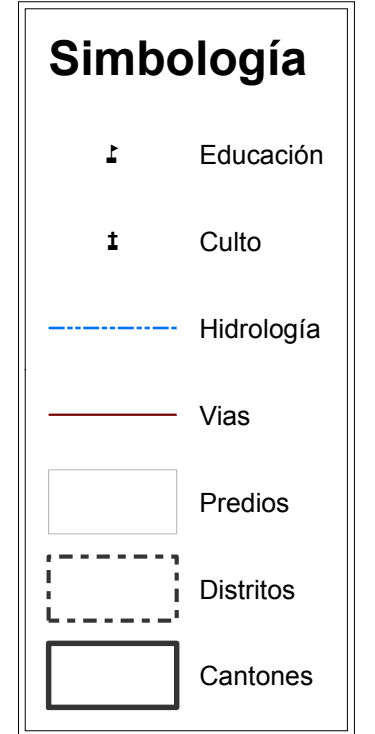 Simbología
Educación
Culto
Hidrología
Vias
Predios
Distritos
Cantones